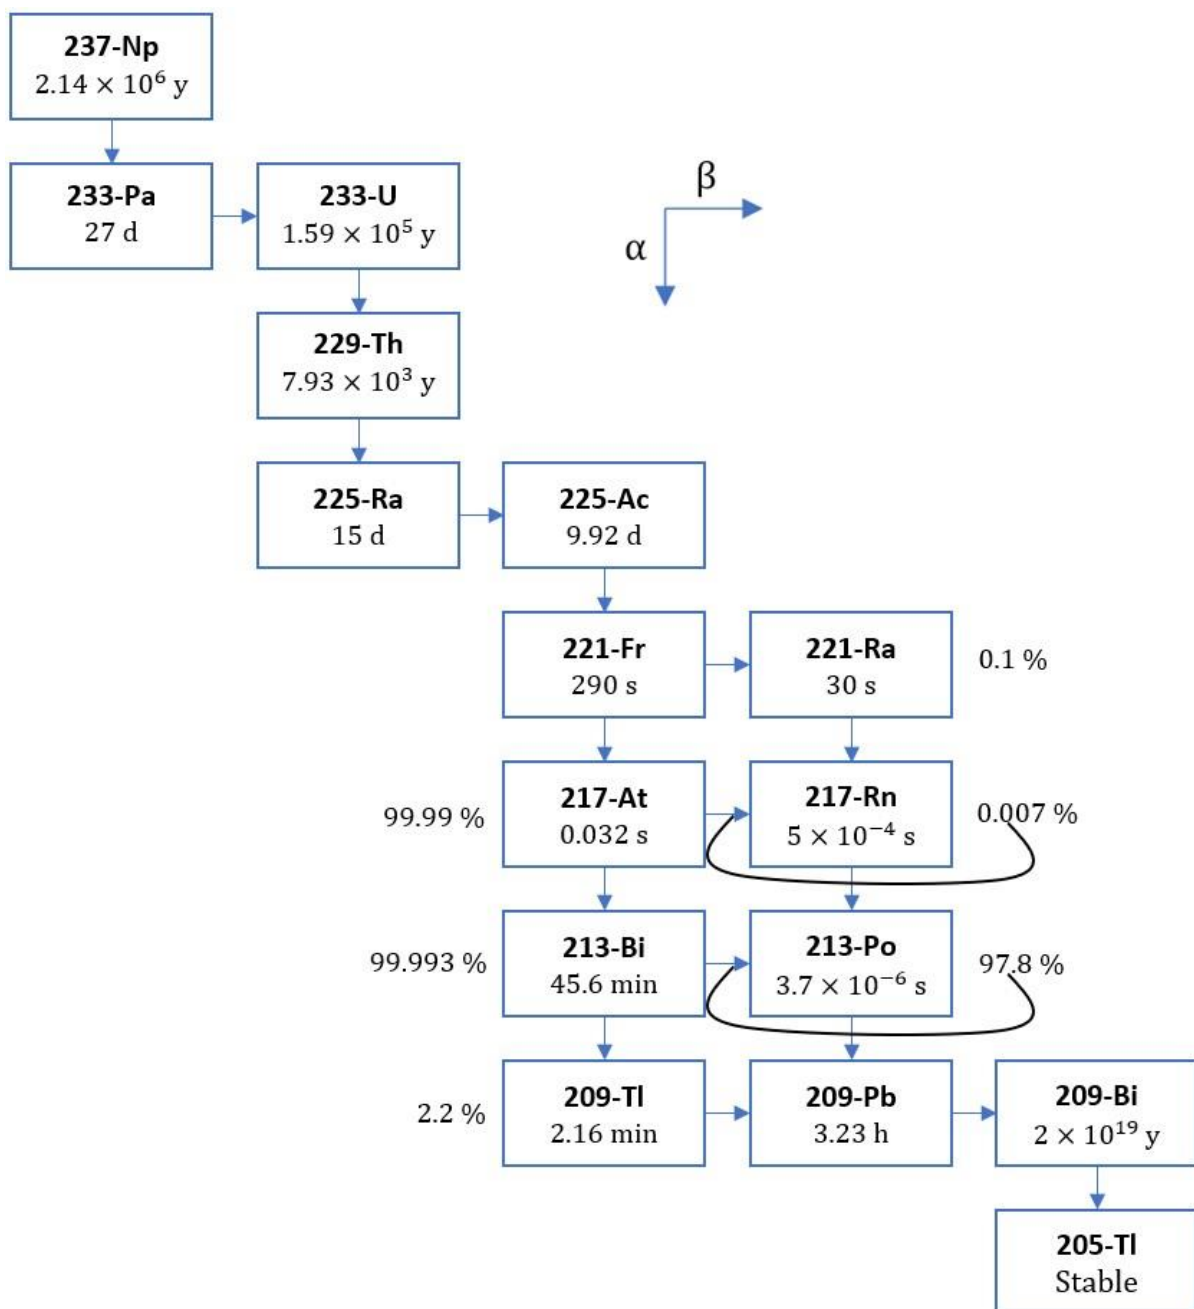 237-Np
2.14 × 10⁶ y
233-Pa
27 d
233-U
1.59 × 10⁵ y
β
α
229-Th
7.93 × 10³ y
225-Ra
15 d
225-Ac
9.92 d
221-Fr
290 s
221-Ra
30 s
0.1 %
99.99 %
217-At
0.032 s
217-Rn
5 × 10⁻⁴ s
0.007 %
99.993 %
213-Bi
45.6 min
213-Po
3.7 × 10⁻⁶ s
97.8 %
2.2 %
209-Tl
2.16 min
209-Pb
3.23 h
209-Bi
2 × 10¹⁹ y
205-Tl
Stable